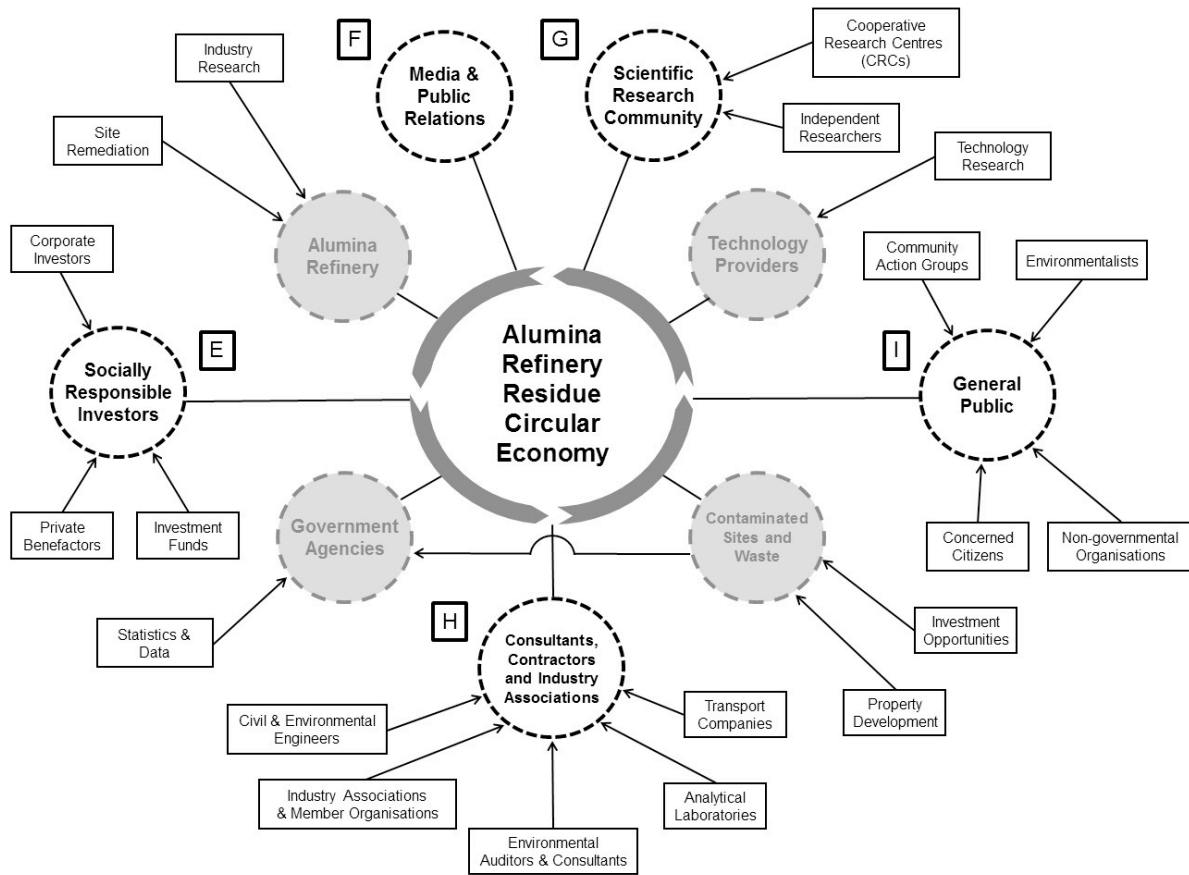 Industry
Research
F
Media &
Public
Relations
G
Scientific
Research
Community
Cooperative
Research Centres
(CRCs)
Independent
Researchers
Site
Remediation
Technology
Research
Alumina
Refinery
Technology
Providers
Corporate
Investors
Community
Action Groups
Environmentalists
E
Socially
Responsible
Investors
Alumina
Refinery
Residue
Circular
Economy
I
General
Public
Private
Benefactors
Investment
Funds
Government
Agencies
Contaminated
Sites and
Waste
Concerned
Citizens
Non-governmental
Organisations
Statistics &
Data
H
Consultants,
Contractors
and Industry
Associations
Investment
Opportunities
Property
Development
Civil & Environmental
Engineers
Transport
Companies
Industry Associations
& Member Organisations
Analytical
Laboratories
Environmental
Auditors & Consultants